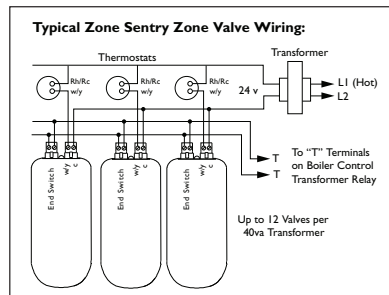 Typical Zone Sentry Zone Valve Wiring:
Transformer
Thermostats
Rh/Rc
w/y
Rh/Rc
w/y
Rh/Rc
w/y
24 v
L1 (Hot)
L2
T
T
To “T” Terminals
on Boiler Control
Transformer Relay
End Switch
w/y
c
End Switch
w/y
c
End Switch
w/y
c
Up to 12 Valves per
40va Transformer